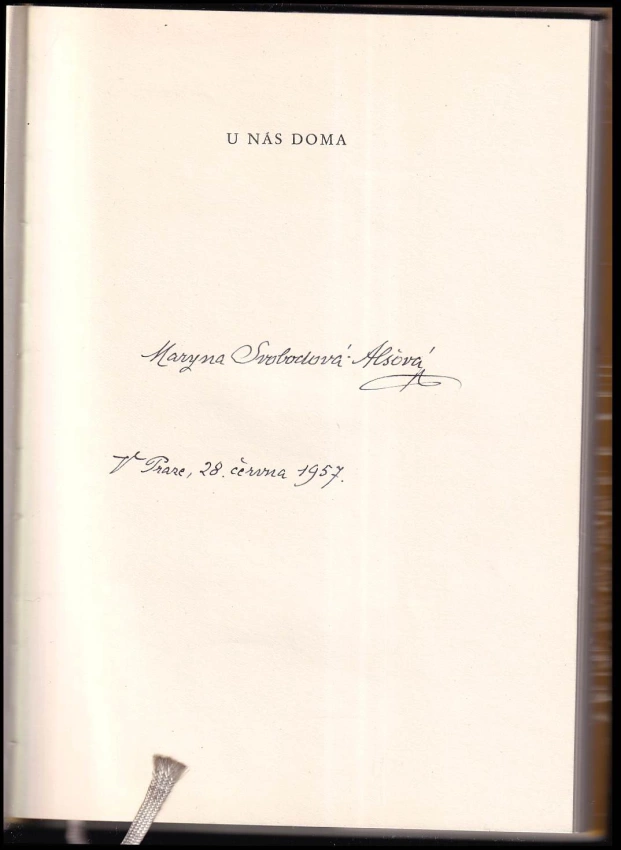 U NÁS DOMA
Maryna Svobodová-Alšová
V Praze, 28. června 1957.